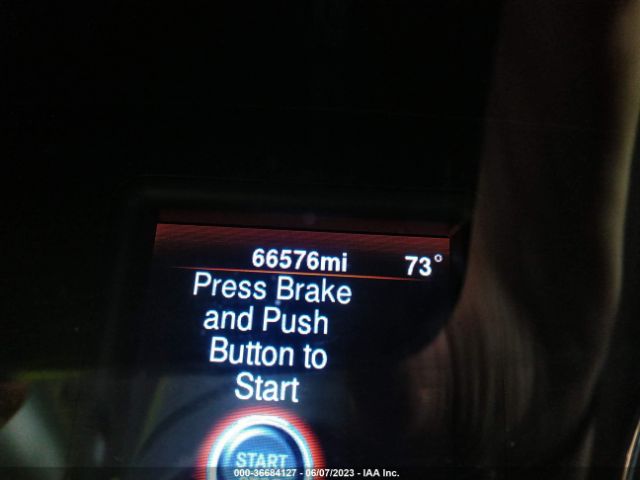 66576mi 73°
Press Brake
and Push
Button to
Start
START
000-36684127 - 06/07/2023 - IAA Inc.